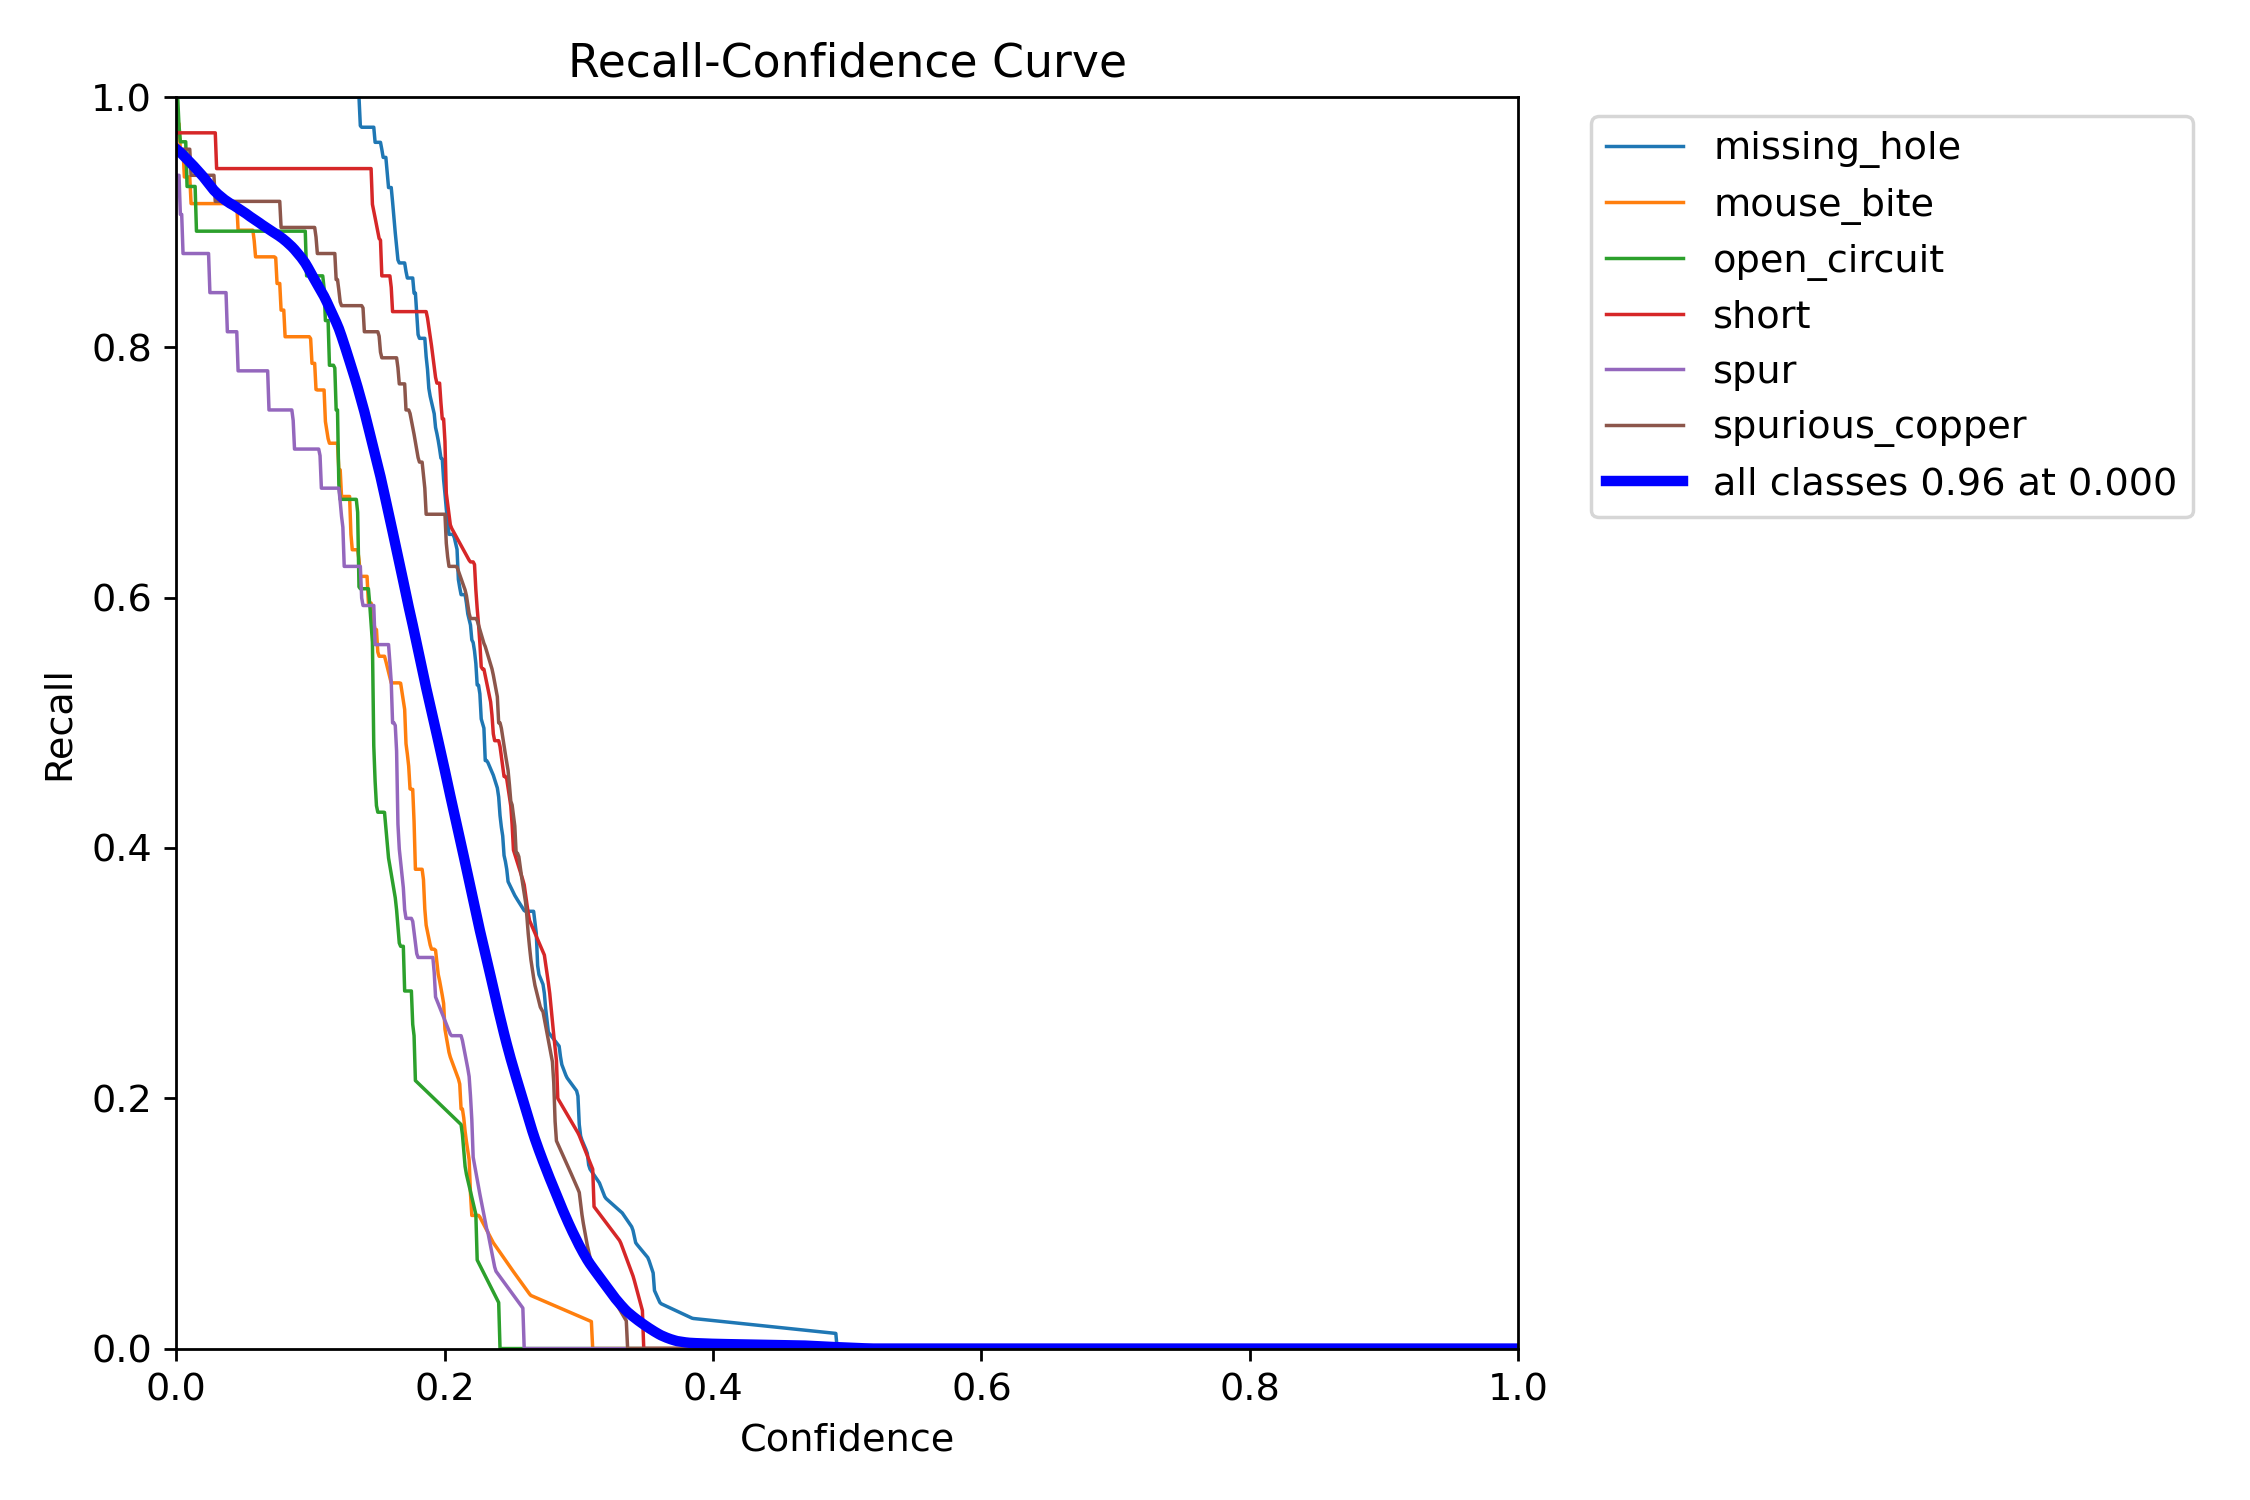 Recall-Confidence Curve
1.0
0.8
0.6
0.4
0.2
0.0
Recall
0.0 0.2 0.4 0.6 0.8 1.0
Confidence
missing_hole
mouse_bite
open_circuit
short
spur
spurious_copper
all classes 0.96 at 0.000